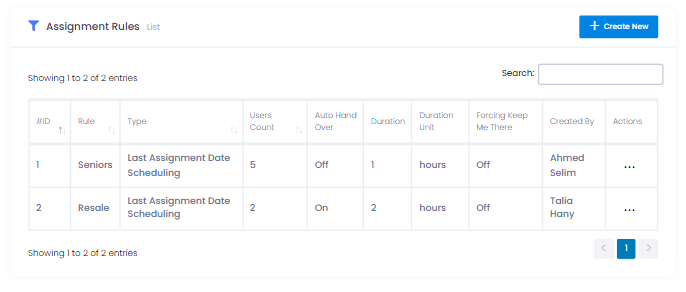 Assignment Rules List
+ Create New
Showing 1 to 2 of 2 entries
Search:
#ID Rule Type Users Count Auto Hand Over Duration Duration Unit Forcing Keep Me There Created By Actions
1 Seniors Last Assignment Date Scheduling 5 Off 1 hours Off Ahmed Selim ...
2 Resale Last Assignment Date Scheduling 2 On 2 hours Off Talia Hany ...
Showing 1 to 2 of 2 entries
< 1 >